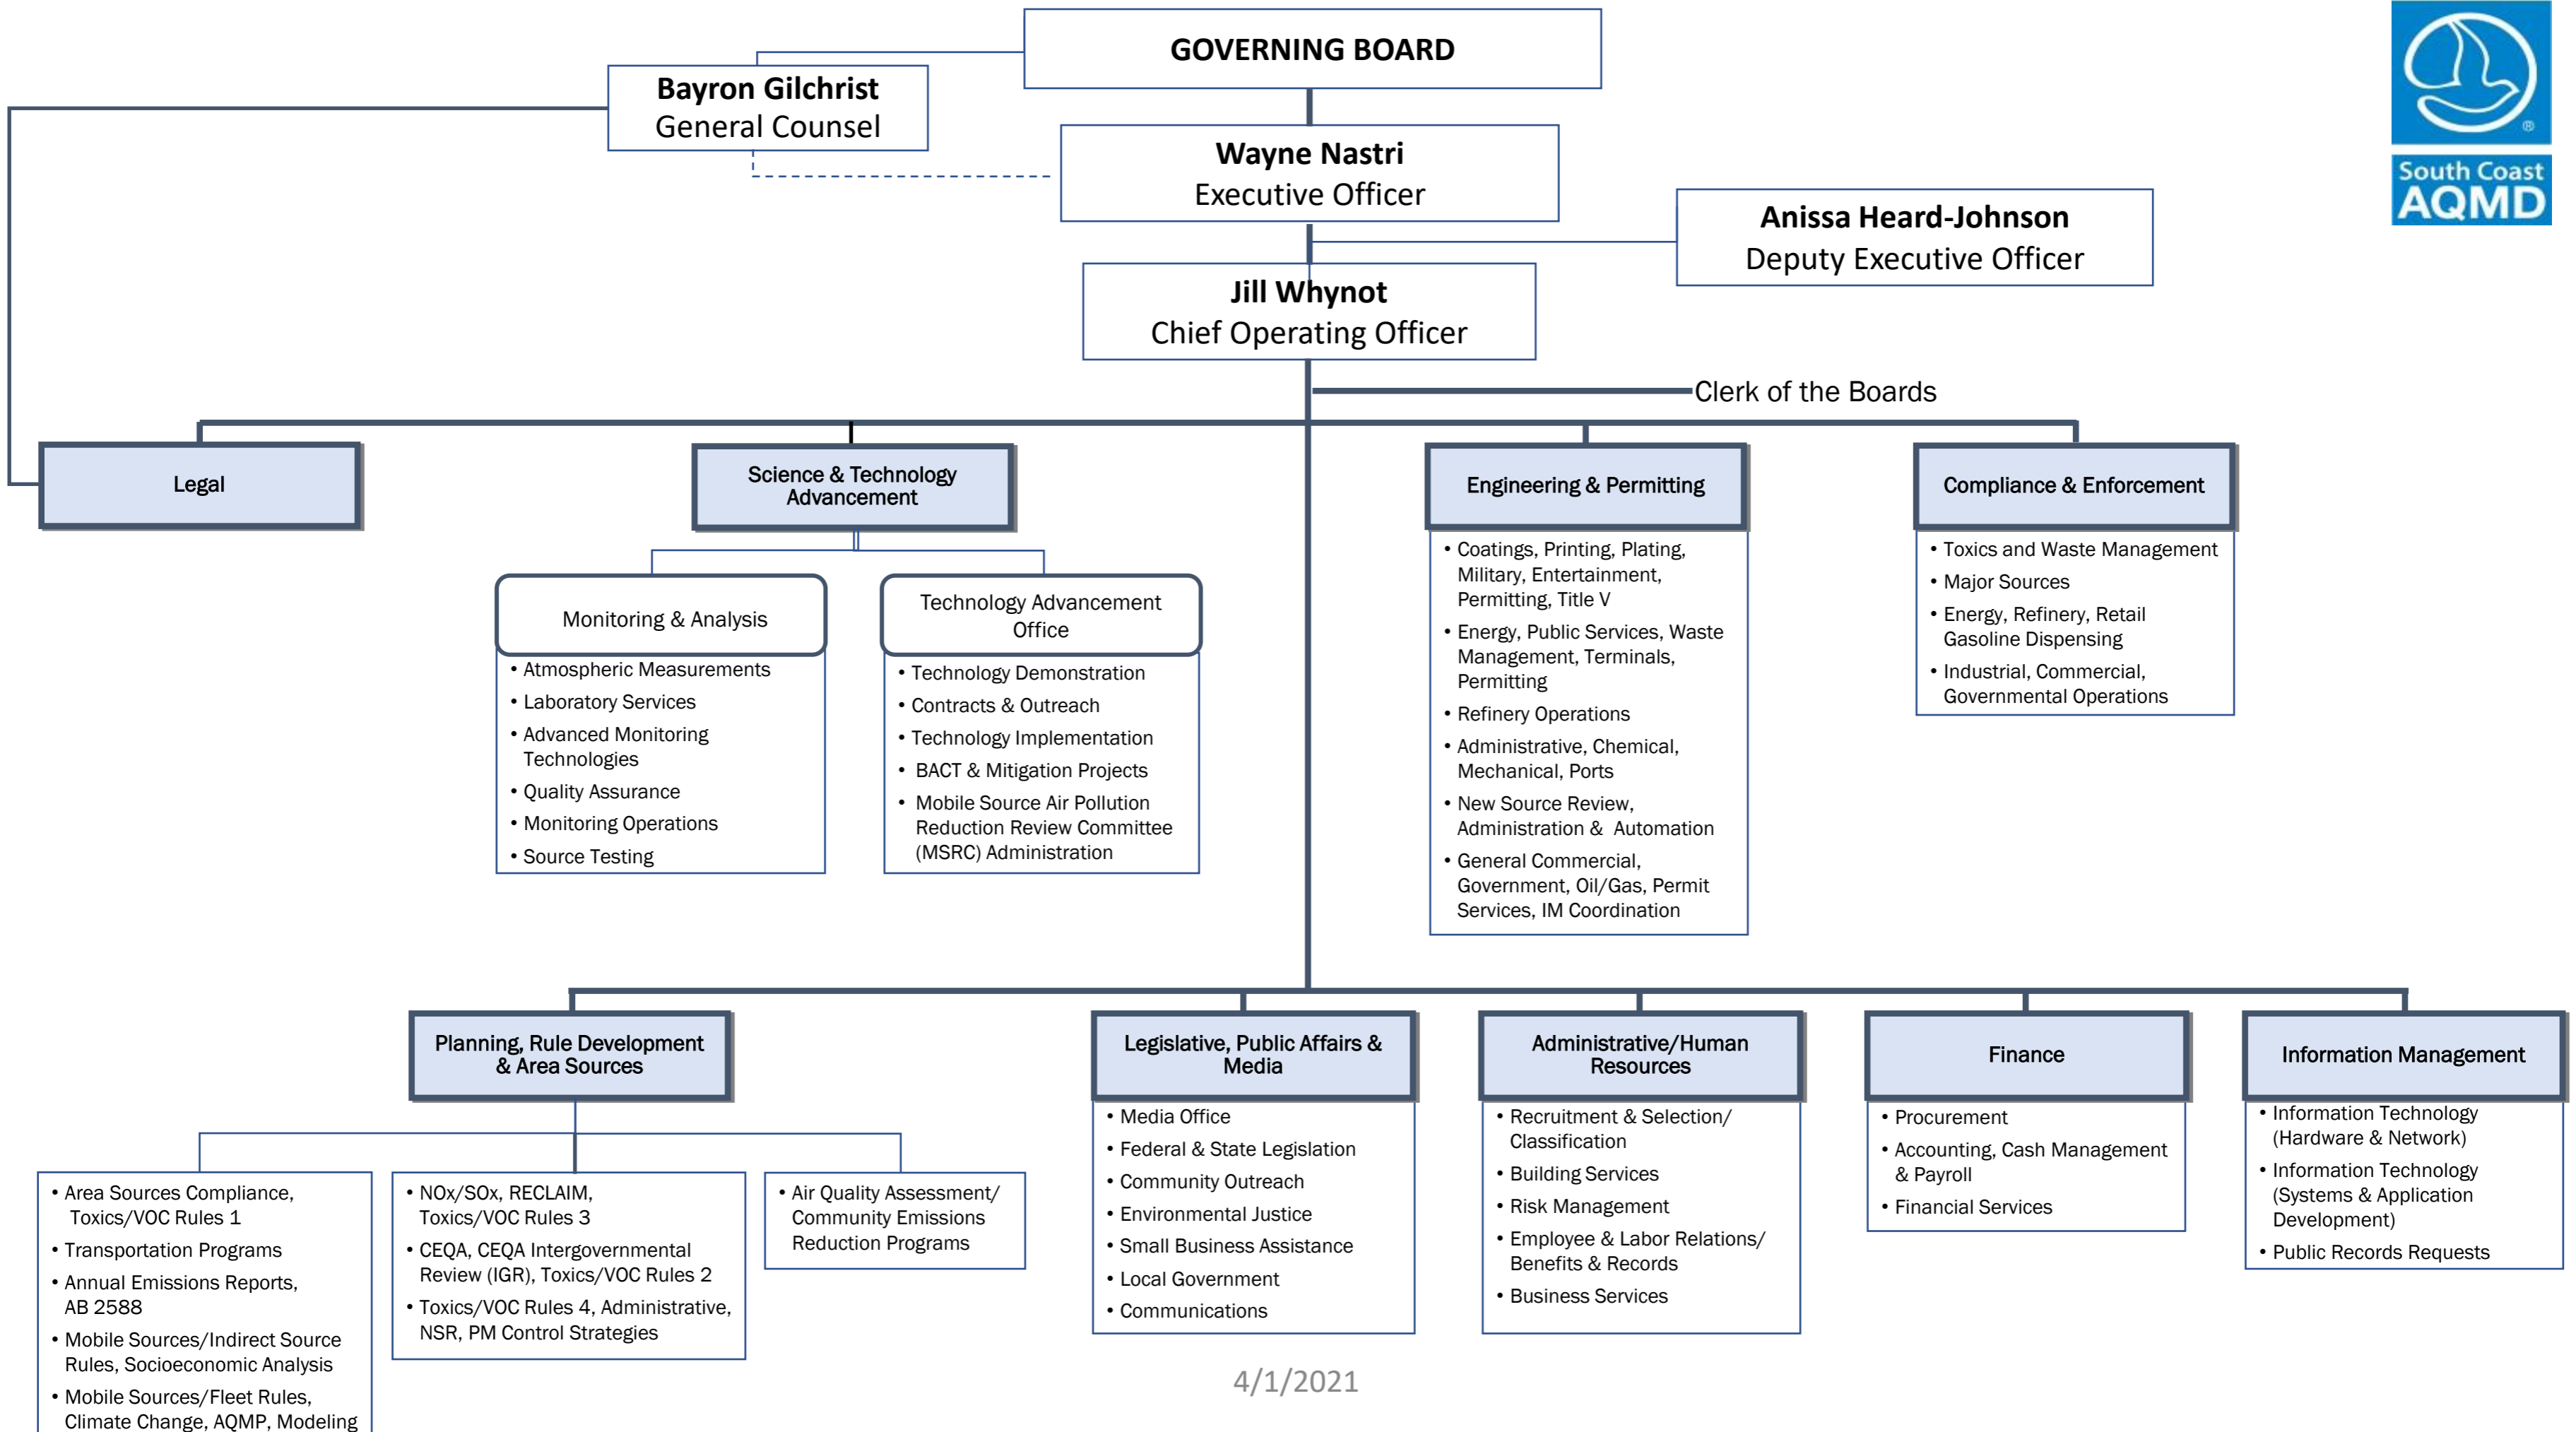 GOVERNING BOARD
Bayron Gilchrist
General Counsel
Wayne Nastri
Executive Officer
Anissa Heard-Johnson
Deputy Executive Officer
Jill Whynot
Chief Operating Officer
®
South Coast
AQMD
Clerk of the Boards
Legal
Science & Technology
Advancement
Monitoring & Analysis
• Atmospheric Measurements
• Laboratory Services
• Advanced Monitoring
Technologies
• Quality Assurance
• Monitoring Operations
• Source Testing
Technology Advancement
Office
• Technology Demonstration
• Contracts & Outreach
• Technology Implementation
• BACT & Mitigation Projects
• Mobile Source Air Pollution
Reduction Review Committee
(MSRC) Administration
Engineering & Permitting
• Coatings, Printing, Plating,
Military, Entertainment,
Permitting, Title V
• Energy, Public Services, Waste
Management, Terminals,
Permitting
• Refinery Operations
• Administrative, Chemical,
Mechanical, Ports
• New Source Review,
Administration & Automation
• General Commercial,
Government, Oil/Gas, Permit
Services, IM Coordination
Compliance & Enforcement
• Toxics and Waste Management
• Major Sources
• Energy, Refinery, Retail
Gasoline Dispensing
• Industrial, Commercial,
Governmental Operations
Planning, Rule Development
& Area Sources
• Area Sources Compliance,
Toxics/VOC Rules 1
• Transportation Programs
• Annual Emissions Reports,
AB 2588
• Mobile Sources/Indirect Source
Rules, Socioeconomic Analysis
• Mobile Sources/Fleet Rules,
Climate Change, AQMP, Modeling
• NOx/SOx, RECLAIM,
Toxics/VOC Rules 3
• CEQA, CEQA Intergovernmental
Review (IGR), Toxics/VOC Rules 2
• Toxics/VOC Rules 4, Administrative,
NSR, PM Control Strategies
• Air Quality Assessment/
Community Emissions
Reduction Programs
Legislative, Public Affairs &
Media
• Media Office
• Federal & State Legislation
• Community Outreach
• Environmental Justice
• Small Business Assistance
• Local Government
• Communications
Administrative/Human
Resources
• Recruitment & Selection/
Classification
• Building Services
• Risk Management
• Employee & Labor Relations/
Benefits & Records
• Business Services
Finance
• Procurement
• Accounting, Cash Management
& Payroll
• Financial Services
Information Management
• Information Technology
(Hardware & Network)
• Information Technology
(Systems & Application
Development)
• Public Records Requests
4/1/2021